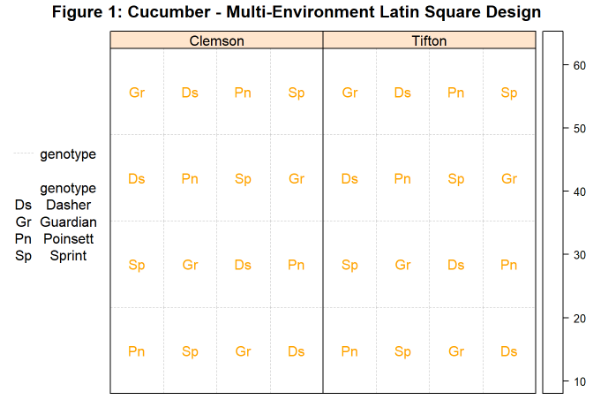 Figure 1: Cucumber - Multi-Environment Latin Square Design
Clemson Tifton
Gr Ds Pn Sp Gr Ds Pn Sp
Ds Pn Sp Gr Ds Pn Sp Gr
Sp Gr Ds Pn Sp Gr Ds Pn
Pn Sp Gr Ds Pn Sp Gr Ds
genotype
genotype
Ds Dasher
Gr Guardian
Pn Poinsett
Sp Sprint
60
50
40
30
20
10